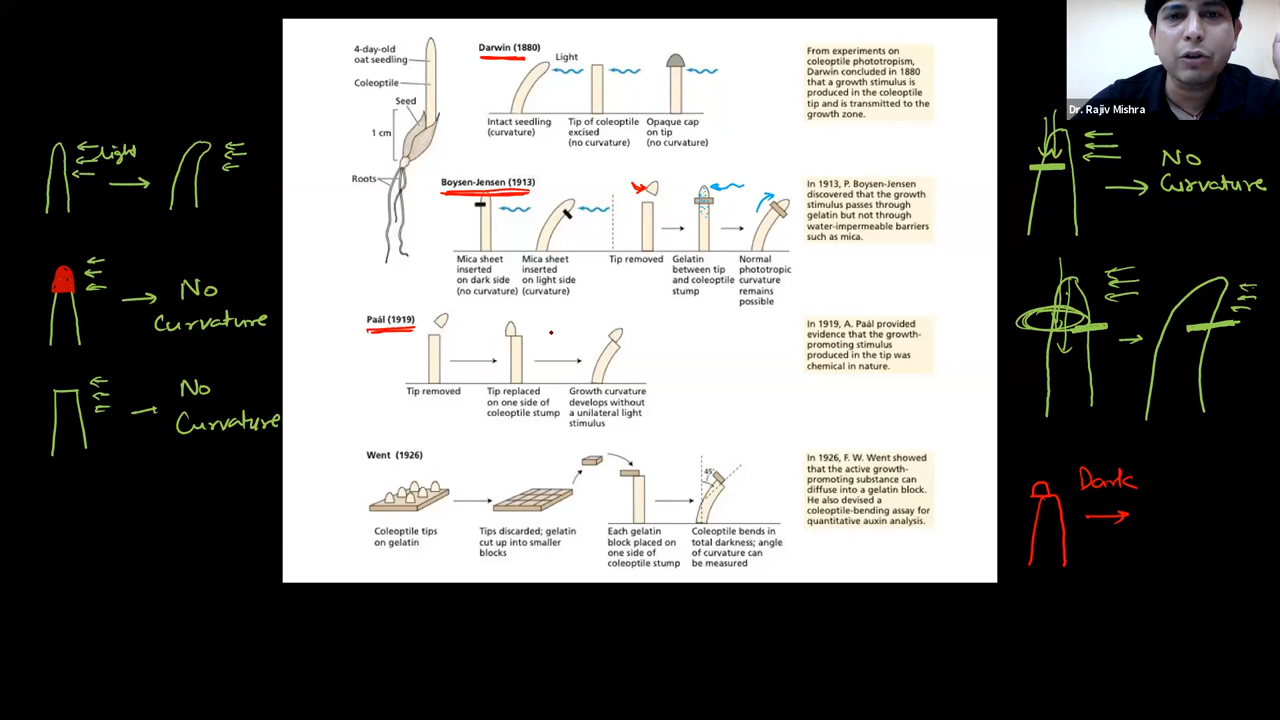 4-day-old
oat seedling
Coleoptile
Seed
1 cm
Roots
Darwin (1880)
Light
Intact seedling
(curvature)
Tip of coleoptile
excised
(no curvature)
Opaque cap
on tip
(no curvature)
From experiments on
coleoptile phototropism,
Darwin concluded in 1880
that a growth stimulus is
produced in the coleoptile
tip and is transmitted to the
growth zone.
Boysen-Jensen (1913)
Mica sheet
inserted
on dark side
(no curvature)
Mica sheet
inserted
on light side
(curvature)
Tip removed
Gelatin
between tip
and coleoptile
stump
Normal
phototropic
curvature
remains
possible
In 1913, P. Boysen-Jensen
discovered that the growth
stimulus passes through
gelatin but not through
water-impermeable barriers
such as mica.
Paál (1919)
Tip removed
Tip replaced
on one side of
coleoptile stump
Growth curvature
develops without
a unilateral light
stimulus
In 1919, A. Paál provided
evidence that the growth-
promoting stimulus
produced in the tip was
chemical in nature.
Went (1926)
45°
Coleoptile tips
on gelatin
Tips discarded; gelatin
cut up into smaller
blocks
Each gelatin
block placed on
one side of
coleoptile stump
Coleoptile bends in
total darkness; angle
of curvature can
be measured
In 1926, F. W. Went showed
that the active growth-
promoting substance can
diffuse into a gelatin block.
He also devised a
coleoptile-bending assay for
quantitative auxin analysis.
Light
No
Curvature
No
Curvature
Dr. Rajiv Mishra
No
Curvature
Dark